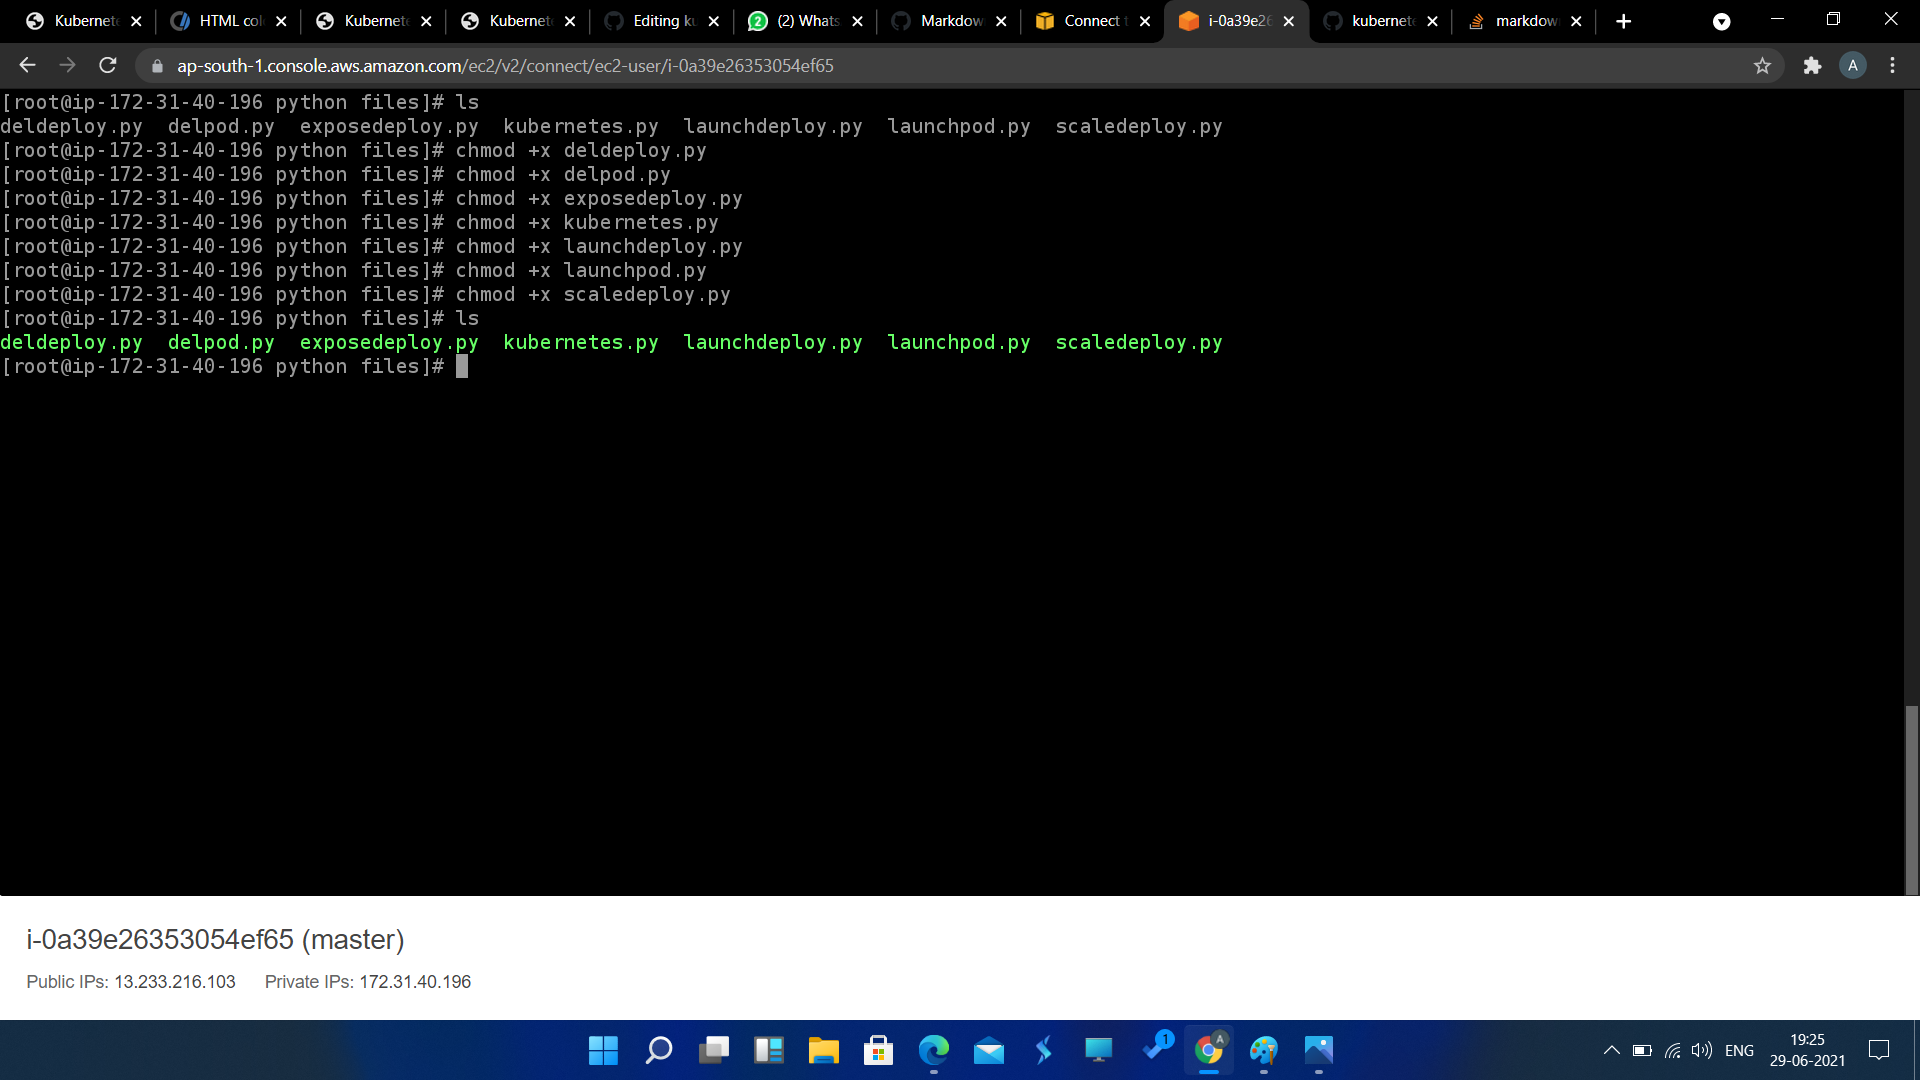 Kubernete
HTML col
Kubernete
Kubernet
Editing ku
2
(2) Whats
Markdow
Connect t
i-0a39e26
kubernete
markdow
ap-south-1.console.aws.amazon.com/ec2/v2/connect/ec2-user/i-0a39e26353054ef65
A
[root@ip-172-31-40-196 python files]# ls
deldeploy.py delpod.py exposedeploy.py kubernetes.py launchdeploy.py launchpod.py scaledeploy.py
[root@ip-172-31-40-196 python files]# chmod +x deldeploy.py
[root@ip-172-31-40-196 python files]# chmod +x delpod.py
[root@ip-172-31-40-196 python files]# chmod +x exposedeploy.py
[root@ip-172-31-40-196 python files]# chmod +x kubernetes.py
[root@ip-172-31-40-196 python files]# chmod +x launchdeploy.py
[root@ip-172-31-40-196 python files]# chmod +x launchpod.py
[root@ip-172-31-40-196 python files]# chmod +x scaledeploy.py
[root@ip-172-31-40-196 python files]# ls
deldeploy.py delpod.py exposedeploy.py kubernetes.py launchdeploy.py launchpod.py scaledeploy.py
[root@ip-172-31-40-196 python files]#
i-0a39e26353054ef65 (master)
Public IPs: 13.233.216.103 Private IPs: 172.31.40.196
1
A
ENG
19:25
29-06-2021